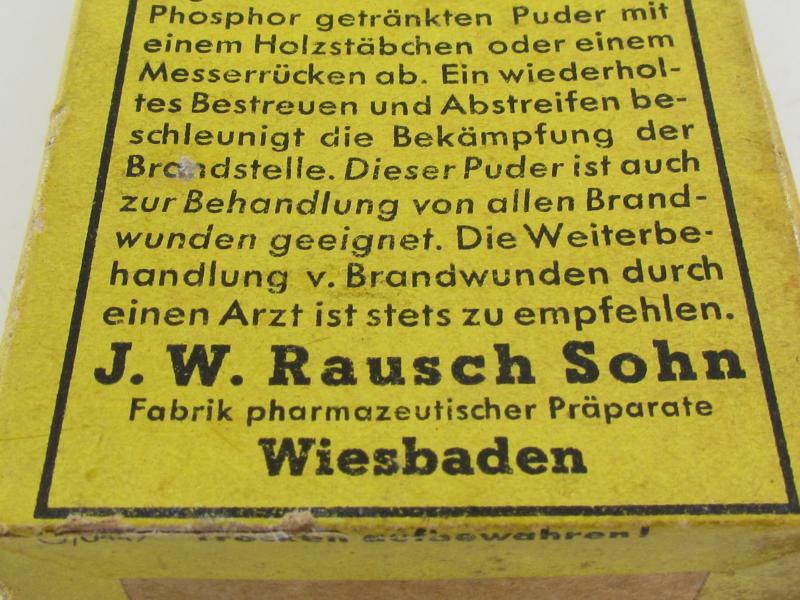 Phosphor getränkten Puder mit
einem Holzstäbchen oder einem
Messerrücken ab. Ein wiederhol-
tes Bestreuen und Abstreifen be-
schleunigt die Bekämpfung der
Brandstelle. Dieser Puder ist auch
zur Behandlung von allen Brand-
wunden geeignet. Die Weiterbe-
handlung v. Brandwunden durch
einen Arzt ist stets zu empfehlen.
J. W. Rausch Sohn
Fabrik pharmazeutischer Präparate
Wiesbaden
Trocken aufbewahren!